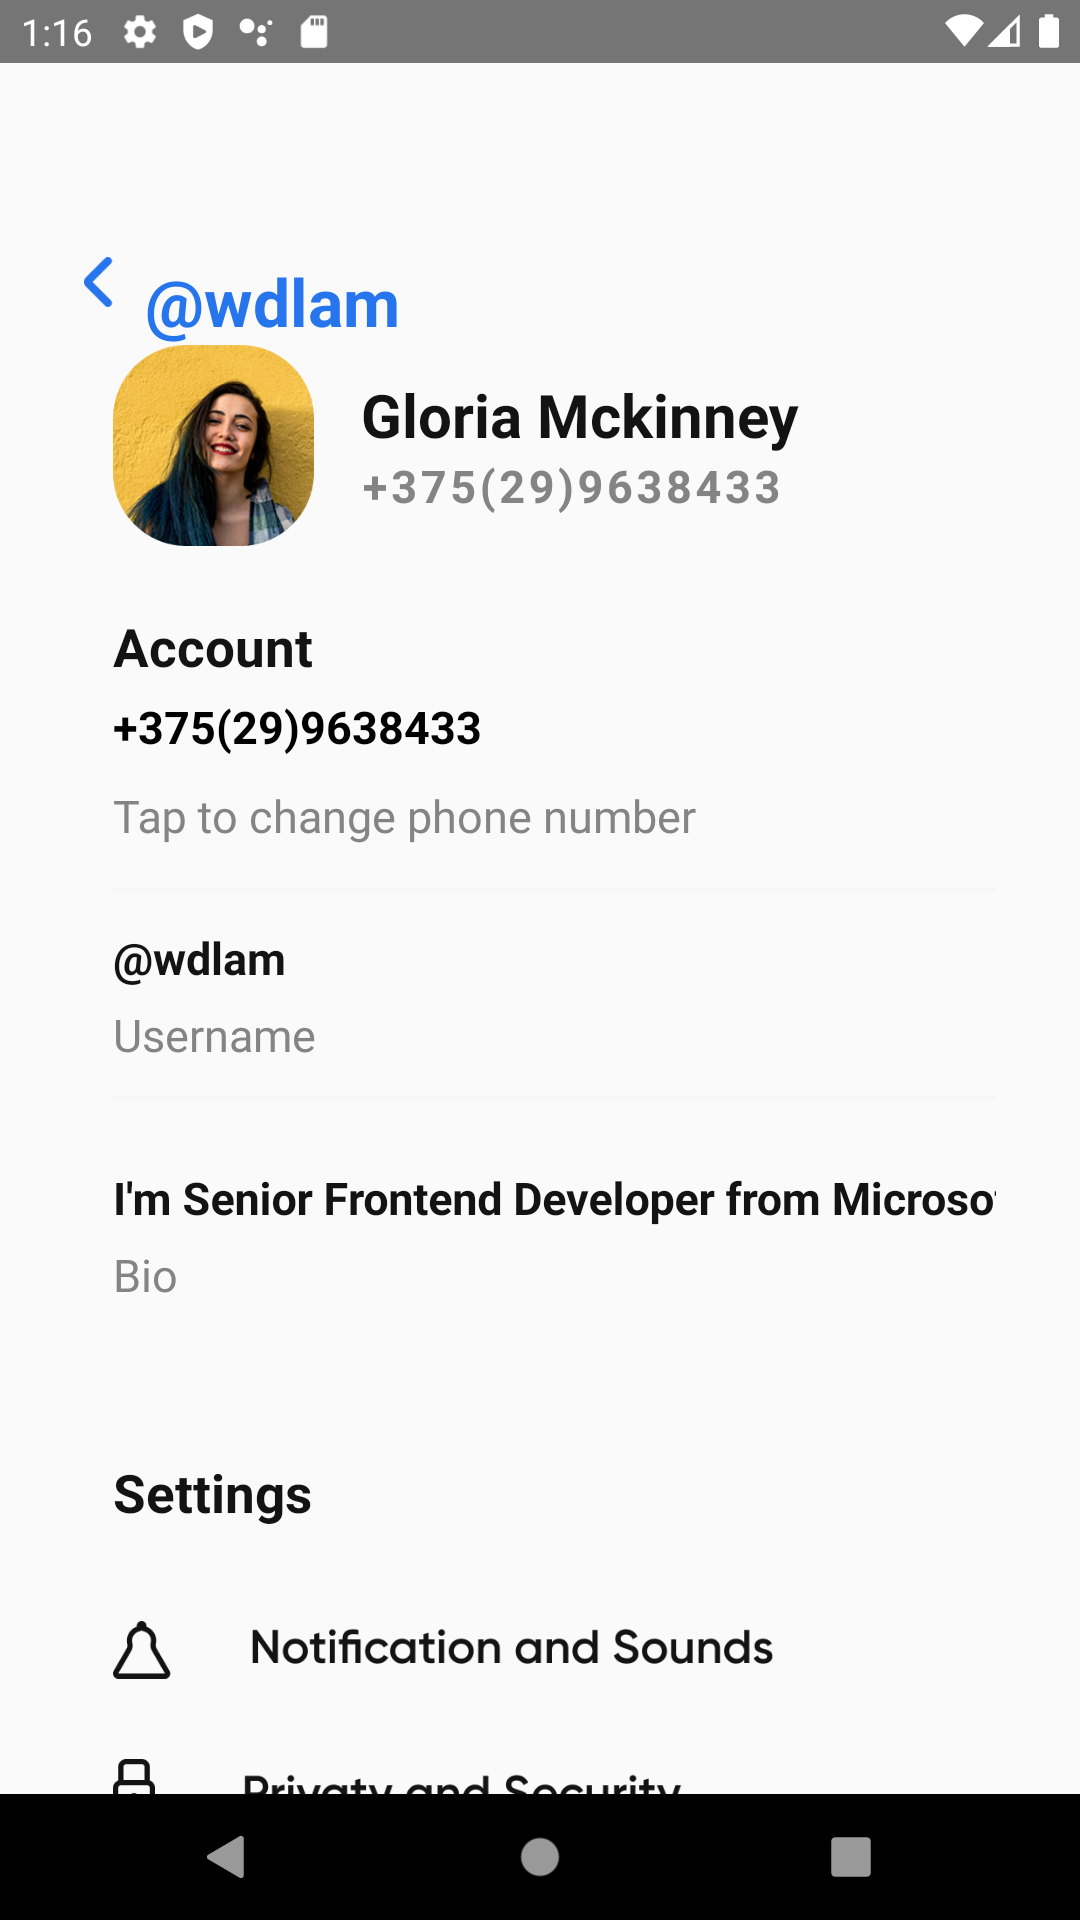 1:16
@wdlam
Gloria Mckinney
+375(29)9638433
Account
+375(29)9638433
Tap to change phone number
@wdlam
Username
I'm Senior Frontend Developer from Microso
Bio
Settings
Notification and Sounds
Privaty and Security